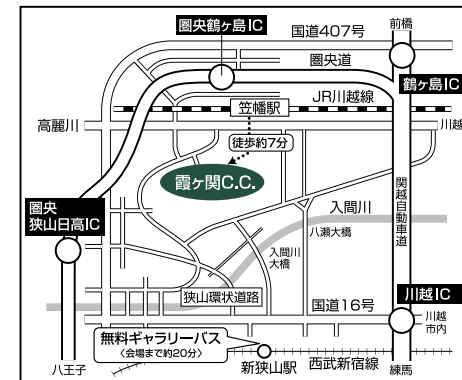 圏央鶴ヶ島IC
国道407号
前橋
圏央道
鶴ヶ島IC
JR川越線
笠幡駅
高麗川
川越
徒歩約7分
霞ヶ関C.C.
関越自動車道
圏央
狭山日高IC
入間川
八瀬大橋
入間川
大橋
狭山環状道路
川越IC
国道16号
川越
市内
無料ギャラリーバス
〈会場まで約20分〉
八王子
新狭山駅
西武新宿線
練馬